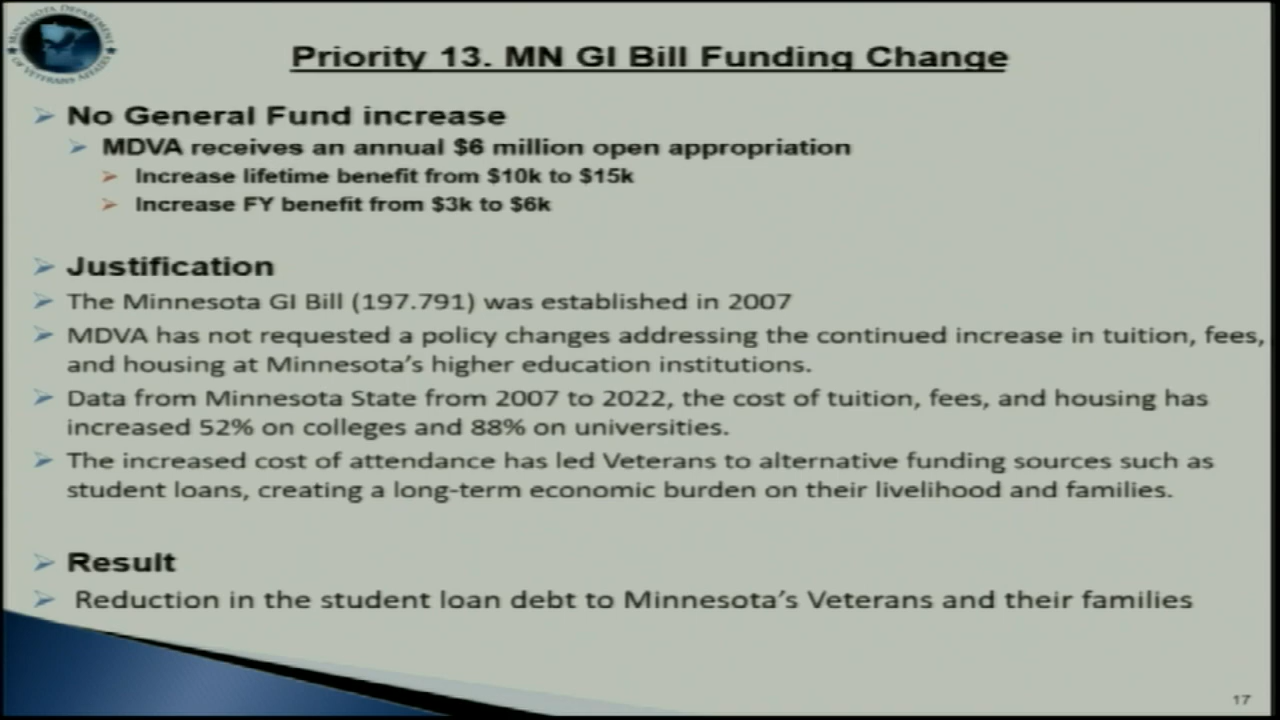 MINNESOTA DEPARTMENT
OF VETERANS AFFAIRS
Priority 13. MN GI Bill Funding Change
No General Fund increase
MDVA receives an annual $6 million open appropriation
Increase lifetime benefit from $10k to $15k
Increase FY benefit from $3k to $6k
Justification
The Minnesota GI Bill (197.791) was established in 2007
MDVA has not requested a policy changes addressing the continued increase in tuition, fees,
and housing at Minnesota's higher education institutions.
Data from Minnesota State from 2007 to 2022, the cost of tuition, fees, and housing has
increased 52% on colleges and 88% on universities.
The increased cost of attendance has led Veterans to alternative funding sources such as
student loans, creating a long-term economic burden on their livelihood and families.
Result
Reduction in the student loan debt to Minnesota's Veterans and their families
17